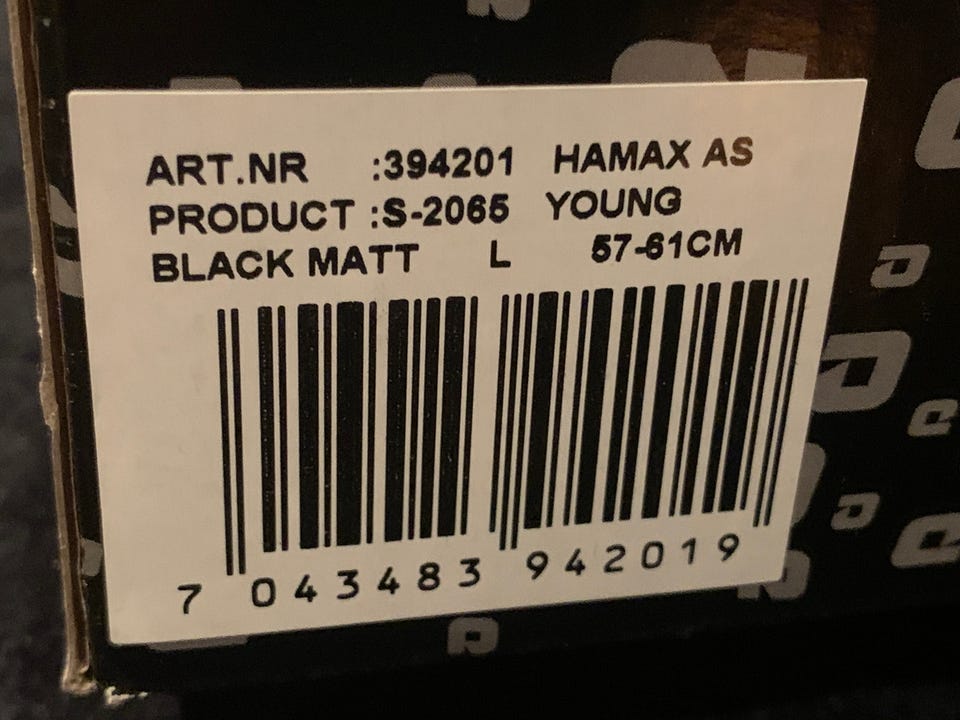 ART.NR :394201 HAMAX AS
PRODUCT :S-2065 YOUNG
BLACK MATT L 57-61CM
7 043483 942019